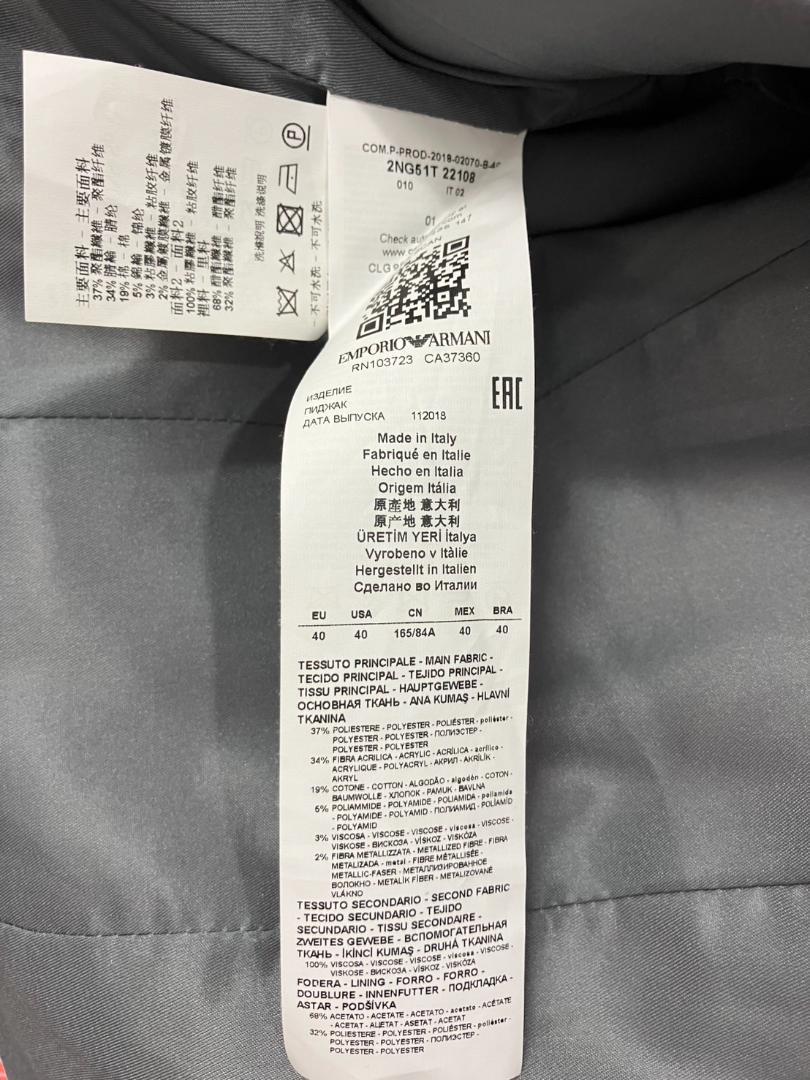 主要面料 - 主要面料
37% 聚酯纖維 - 聚酯纤维
34% 腈綸 - 腈纶
19% 棉 - 棉
5% 錦綸 - 锦纶
3% 粘膠纖維 - 粘胶纤维
2% 金屬鍍膜纖維 - 金属镀膜纤维
面料2 - 面料2
100% 粘膠纖維 - 粘胶纤维
裡料 - 里料
68% 醋酯纖維 - 醋酯纤维
32% 聚酯纖維 - 聚酯纤维
洗滌說明 洗涤说明
P
- 不可水洗 - 不可水洗
COM.P-PROD-2018-02070-B
2NG51T 22108
010 IT 02
01
Check
www.
CLG
EMPORIO ARMANI
RN103723 CA37360
EAC
ИЗДЕЛИЕ
ПИДЖАК
ДАТА ВЫПУСКА 112018
Made in Italy
Fabriqué en Italie
Hecho en Italia
Origem Itália
原產地 意大利
原产地 意大利
ÜRETİM YERİ İtalya
Vyrobeno v Itàlie
Hergestellt in Italien
Сделано во Италии
EU USA CN MEX BRA
40 40 165/84A 40 40
TESSUTO PRINCIPALE - MAIN FABRIC -
TECIDO PRINCIPAL - TEJIDO PRINCIPAL -
TISSU PRINCIPAL - HAUPTGEWEBE -
ОСНОВНАЯ ТКАНЬ - ANA KUMAŞ - HLAVNÍ
TKANINA
37% POLIESTERE - POLYESTER - POLIÉSTER - poliéster -
POLYESTER - POLYESTER - ПОЛИЭСТЕР -
POLYESTER - POLYESTER
34% FIBRA ACRILICA - ACRYLIC - ACRÍLICA - acrílico -
ACRYLIQUE - POLYACRYL - АКРИЛ - AKRİLİK -
AKRYL
19% COTONE - COTTON - ALGODÃO - algodón - COTON -
BAUMWOLLE - ХЛОПОК - PAMUK - BAVLNA
5% POLIAMMIDE - POLYAMIDE - POLIAMIDA - poliamida
- POLYAMIDE - POLYAMID - ПОЛИАМИД - POLİAMİD
- POLYAMID
3% VISCOSA - VISCOSE - VISCOSE - viscosa - VISCOSE -
VISKOSE - ВИСКОЗА - VİSKOZ - VISKÓZA
2% FIBRA METALLIZZATA - METALLIZED FIBRE - FIBRA
METALIZADA - metal - FIBRE MÉTALLISÉE -
METALLIC-FASER - МЕТАЛЛИЗИРОВАННОЕ
ВОЛОКНО - METALİK FİBER - METALIZOVANÉ
VLÁKNO
TESSUTO SECONDARIO - SECOND FABRIC
- TECIDO SECUNDARIO - TEJIDO
SECUNDARIO - TISSU SECONDAIRE -
ZWEITES GEWEBE - ВСПОМОГАТЕЛЬНАЯ
ТКАНЬ - İKİNCİ KUMAŞ - DRUHÁ TKANINA
100% VISCOSA - VISCOSE - VISCOSE - viscosa - VISCOSE -
VISKOSE - ВИСКОЗА - VİSKOZ - VISKÓZA
FODERA - LINING - FORRO - FORRO -
DOUBLURE - INNENFUTTER - ПОДКЛАДКА -
ASTAR - PODŠÍVKA
68% ACETATO - ACETATE - ACETATO - acetato - ACÉTATE
- ACETAT - АЦЕТАТ - ASETAT - ACETAT
32% POLIESTERE - POLYESTER - POLIÉSTER - poliéster -
POLYESTER - POLYESTER - ПОЛИЭСТЕР -
POLYESTER - POLYESTER